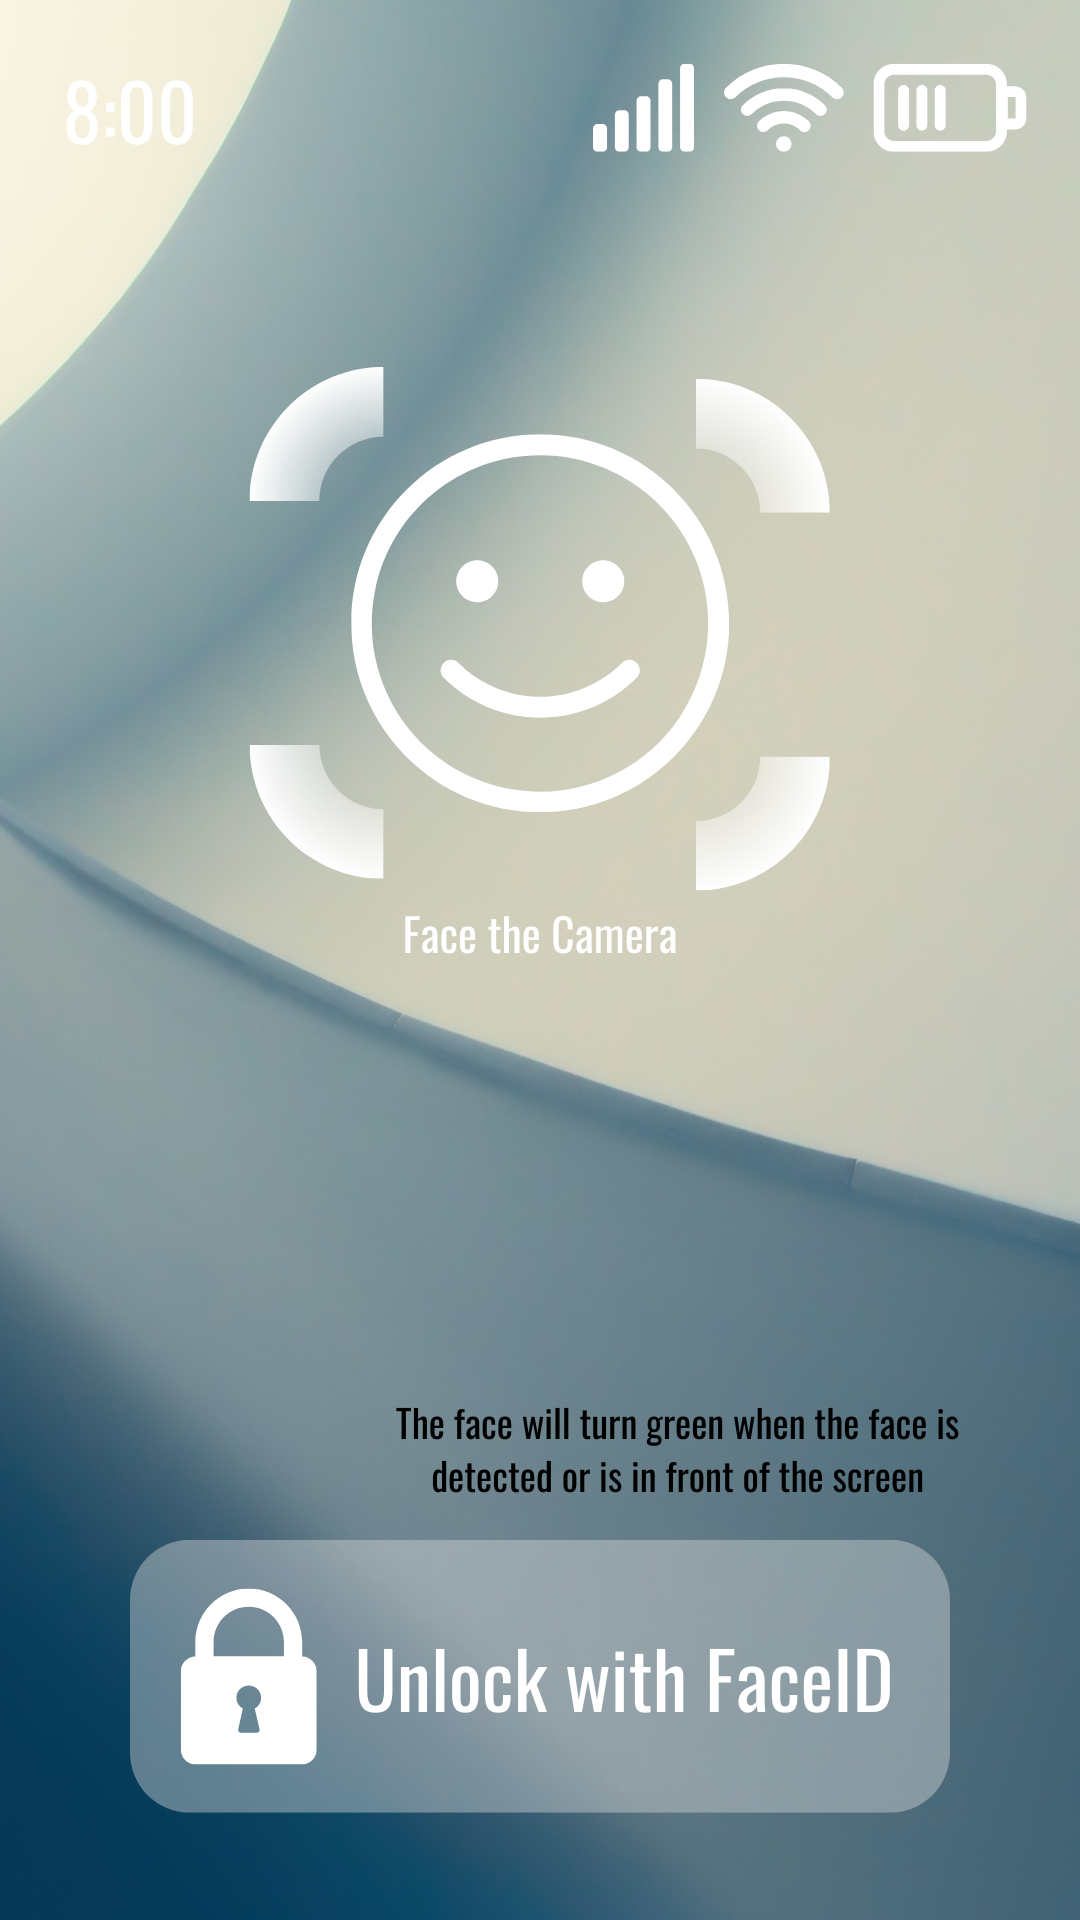 8:00
Face the Camera
The face will turn green when the face is
detected or is in front of the screen
Unlock with FaceID